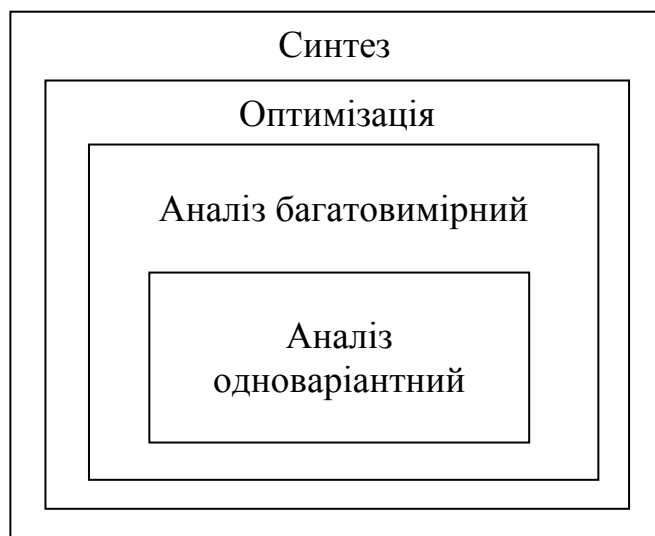 Синтез
Оптимізація
Аналіз багатовимірний
Аналіз
одноваріантний